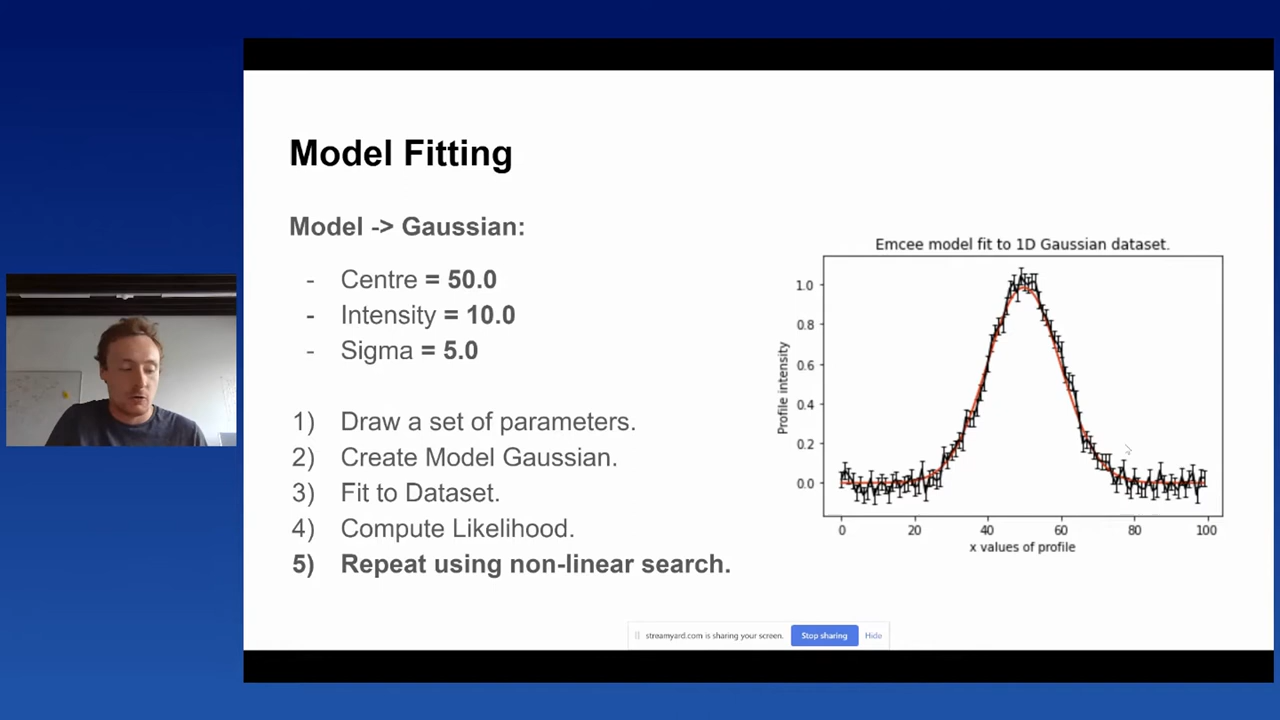 Model Fitting
Model -> Gaussian:
- Centre = 50.0
- Intensity = 10.0
- Sigma = 5.0
1) Draw a set of parameters.
2) Create Model Gaussian.
3) Fit to Dataset.
4) Compute Likelihood.
5) Repeat using non-linear search.
Emcee model fit to 1D Gaussian dataset.
Profile intensity
1.0
0.8
0.6
0.4
0.2
0.0
0 20 40 60 80 100
x values of profile
streamyard.com is sharing your screen. Stop sharing Hide